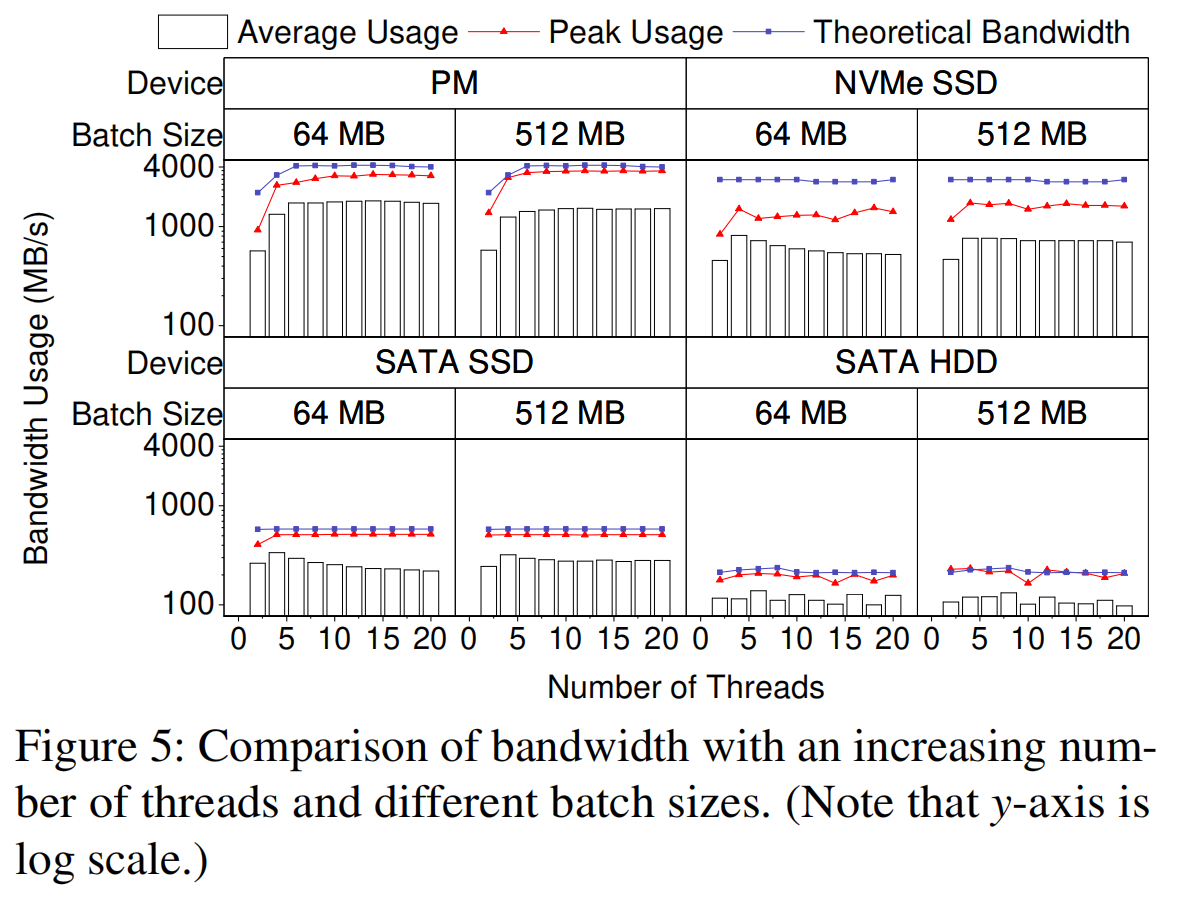 Average Usage Peak Usage Theoretical Bandwidth
Device PM NVMe SSD
Batch Size 64 MB 512 MB 64 MB 512 MB
4000
1000
100
Device SATA SSD SATA HDD
Batch Size 64 MB 512 MB 64 MB 512 MB
4000
1000
100
0 5 10 15 20 0 5 10 15 20 0 5 10 15 20 0 5 10 15 20
Bandwidth Usage (MB/s)
Number of Threads
Figure 5: Comparison of bandwidth with an increasing num-
ber of threads and different batch sizes. (Note that y-axis is
log scale.)